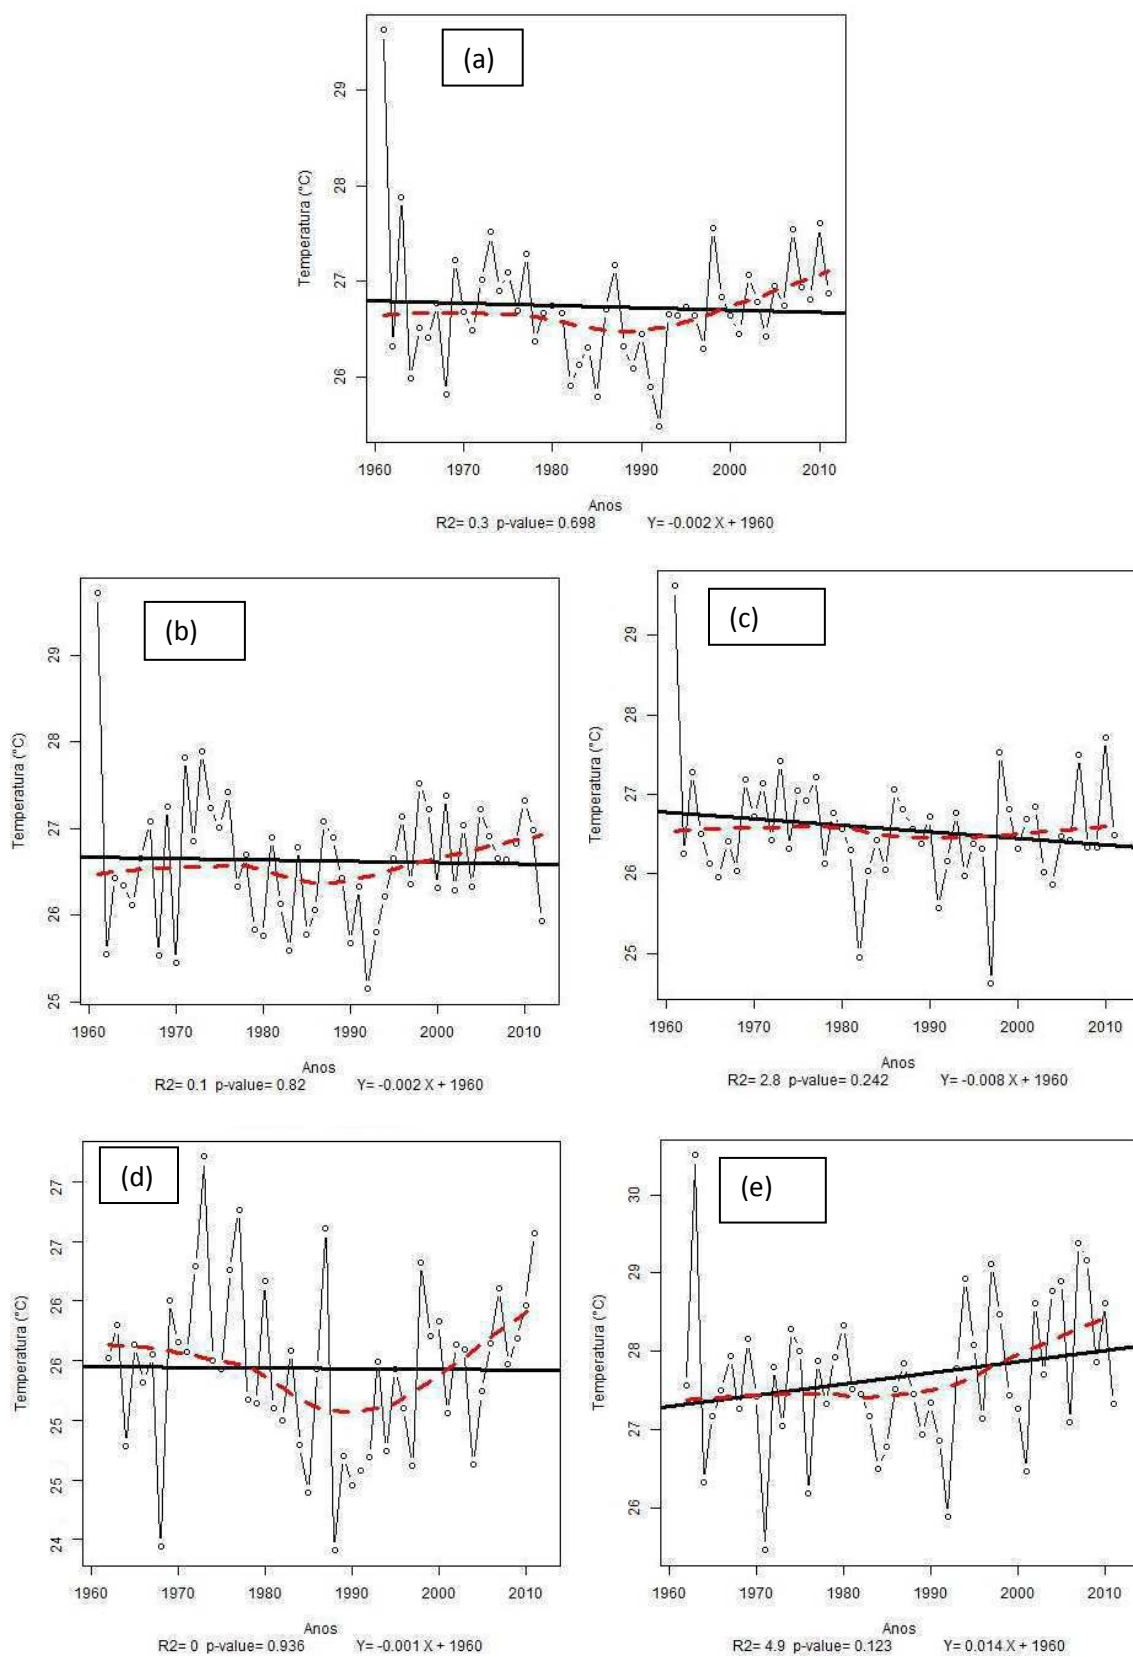 (a)
29
28
27
26
Temperatura (°C)
1960 1970 1980 1990 2000 2010
Anos
R2= 0.3 p-value= 0.698 Y= -0.002 X + 1960
(b)
29
28
27
26
25
Temperatura (°C)
1960 1970 1980 1990 2000 2010
Anos
R2= 0.1 p-value= 0.82 Y= -0.002 X + 1960
(c)
29
28
27
26
25
Temperatura (°C)
1960 1970 1980 1990 2000 2010
Anos
R2= 2.8 p-value= 0.242 Y= -0.008 X + 1960
(d)
27
27
26
26
25
25
24
Temperatura (°C)
1960 1970 1980 1990 2000 2010
Anos
R2= 0 p-value= 0.936 Y= -0.001 X + 1960
(e)
30
29
28
27
26
Temperatura (°C)
1960 1970 1980 1990 2000 2010
Anos
R2= 4.9 p-value= 0.123 Y= 0.014 X + 1960